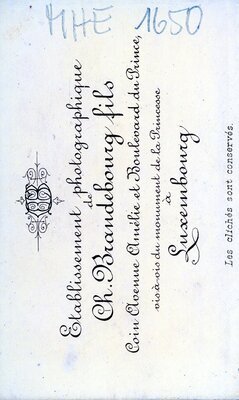 MHE 1650
Etablissement photographique
de
Ch. Brandebourg fils
Coin Avenue Amélie et Boulevard du Prince,
vis-à-vis du monument de la Princesse
à
Luxembourg
Les clichés sont conservés.